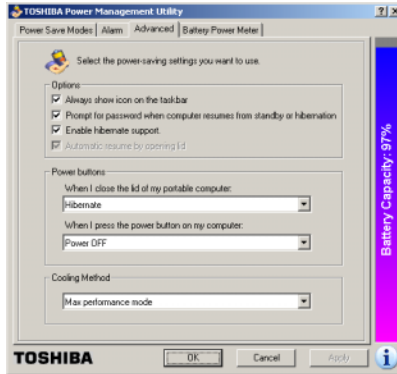 TOSHIBA Power Management Utility
Power Save Modes
Alarm
Advanced
Battery Power Meter
Select the power-saving settings you want to use.
Options
Always show icon on the taskbar
Prompt for password when computer resumes from standby or hibernation
Enable hibernate support.
Automatic resume by opening lid
Power buttons
When I close the lid of my portable computer:
Hibernate
When I press the power button on my computer:
Power OFF
Cooling Method
Max performance mode
TOSHIBA
OK
Cancel
Apply
Battery Capacity: 97%